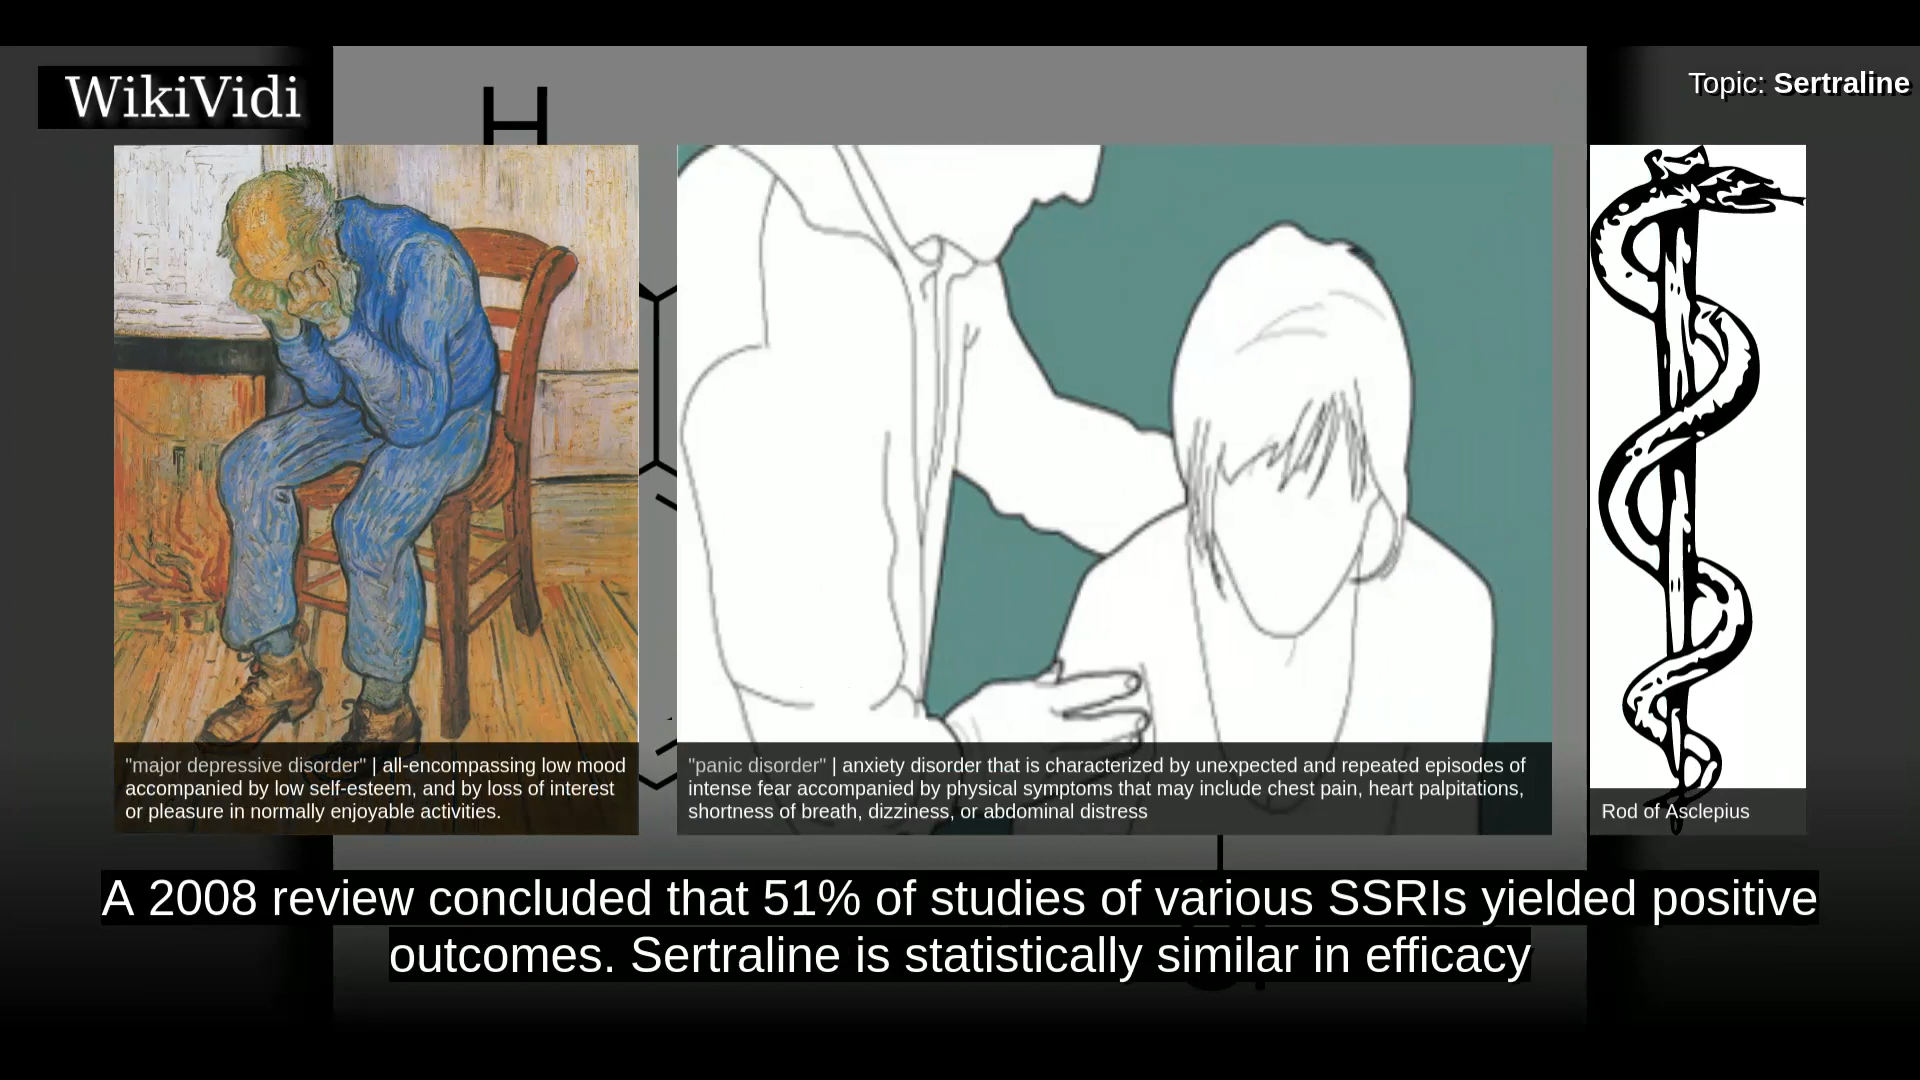 WikiVidi
Topic: Sertraline
H
"major depressive disorder" | all-encompassing low mood
accompanied by low self-esteem, and by loss of interest
or pleasure in normally enjoyable activities.
"panic disorder" | anxiety disorder that is characterized by unexpected and repeated episodes of
intense fear accompanied by physical symptoms that may include chest pain, heart palpitations,
shortness of breath, dizziness, or abdominal distress
Rod of Asclepius
A 2008 review concluded that 51% of studies of various SSRIs yielded positive
outcomes. Sertraline is statistically similar in efficacy